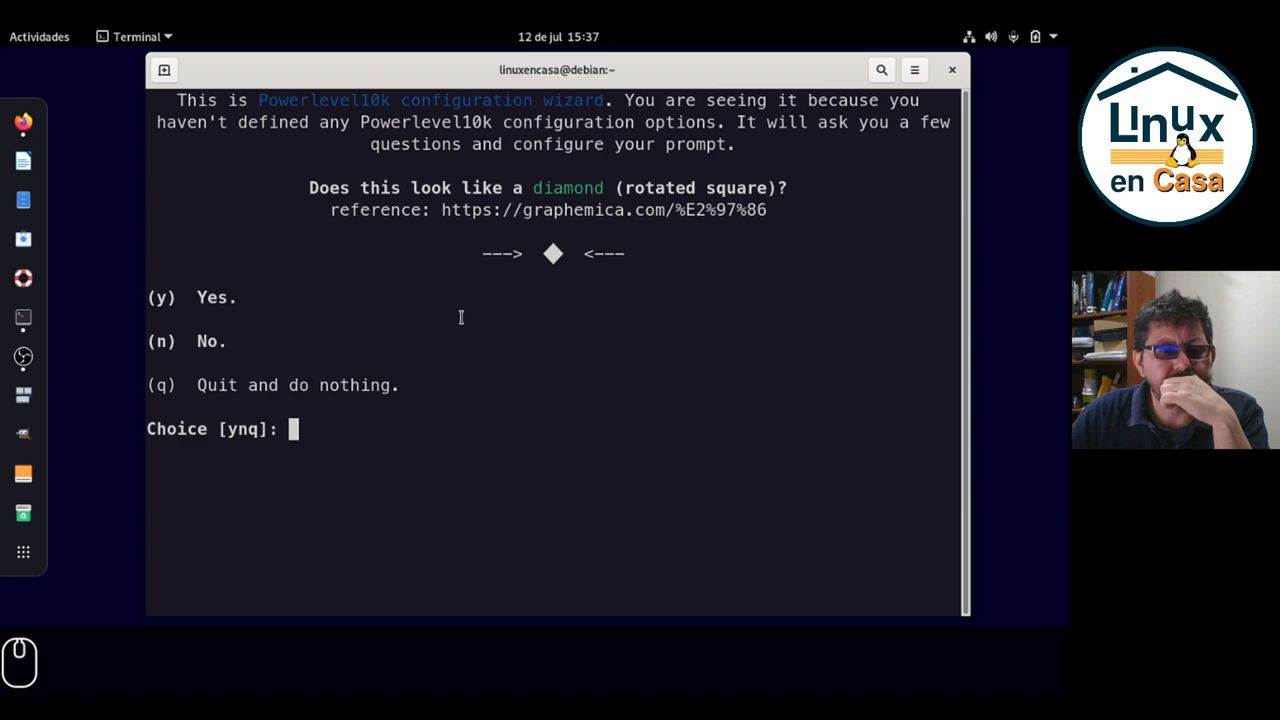 Actividades
Terminal
12 de jul 15:37
linuxencasa@debian:~
This is Powerlevel10k configuration wizard. You are seeing it because you
haven't defined any Powerlevel10k configuration options. It will ask you a few
questions and configure your prompt.
Does this look like a diamond (rotated square)?
reference: https://graphemica.com/%E2%97%86
---> ◆ <---
(y) Yes.
(n) No.
(q) Quit and do nothing.
Choice [ynq]:
Linux
en Casa